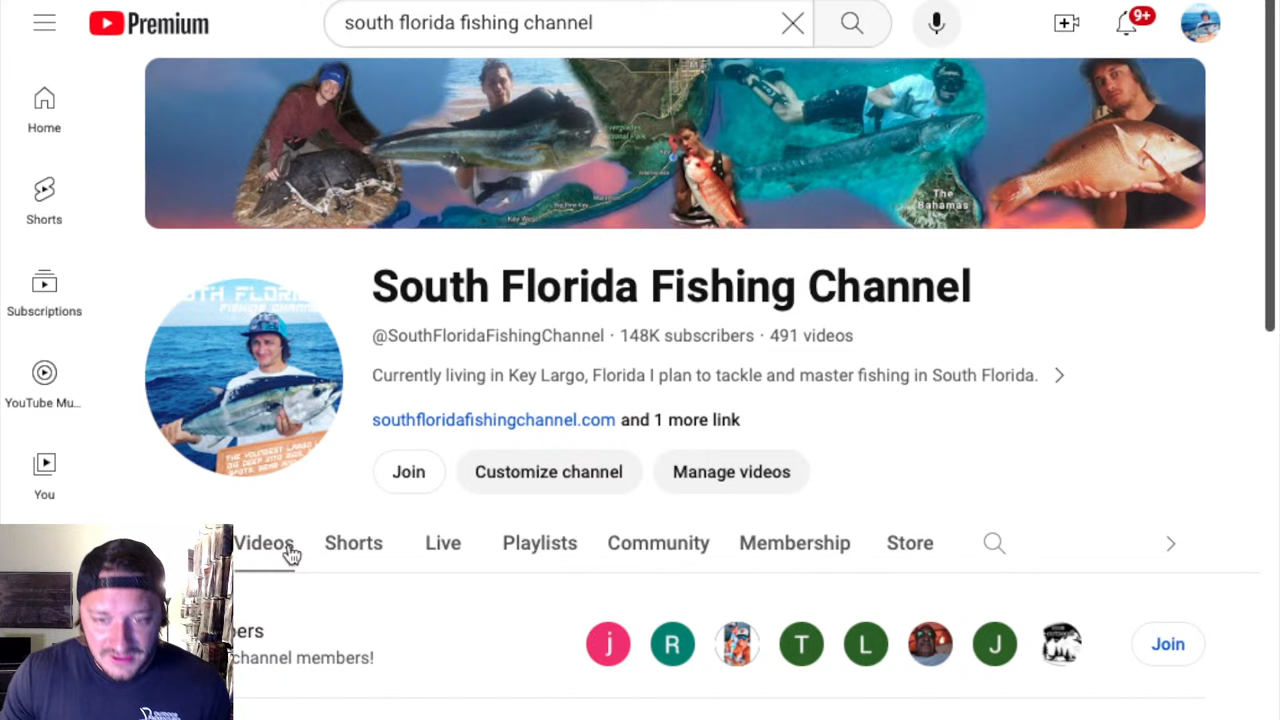 Premium
south florida fishing channel
9+
Home
Shorts
Subscriptions
YouTube Mu...
You
Key West
The
Bahamas
South Florida Fishing Channel
@SouthFloridaFishingChannel · 148K subscribers · 491 videos
Currently living in Key Largo, Florida I plan to tackle and master fishing in South Florida.
southfloridafishingchannel.com and 1 more link
Join
Customize channel
Manage videos
Videos
Shorts
Live
Playlists
Community
Membership
Store
bers
channel members!
j
R
T
L
J
Join